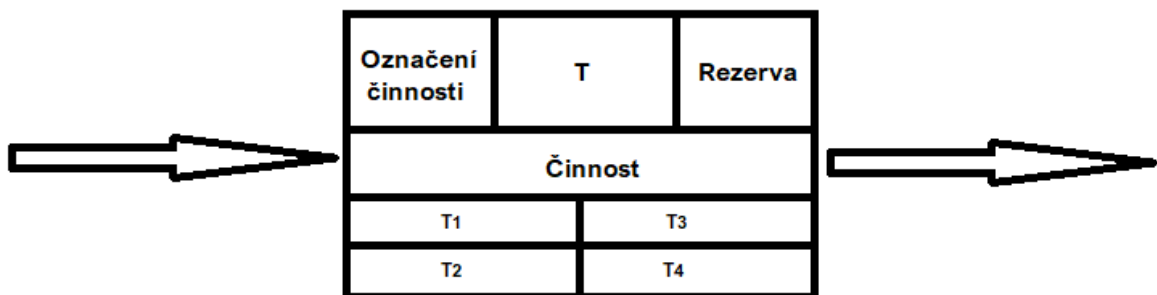 Označení
činnosti
T
Rezerva
Činnost
T1
T3
T2
T4